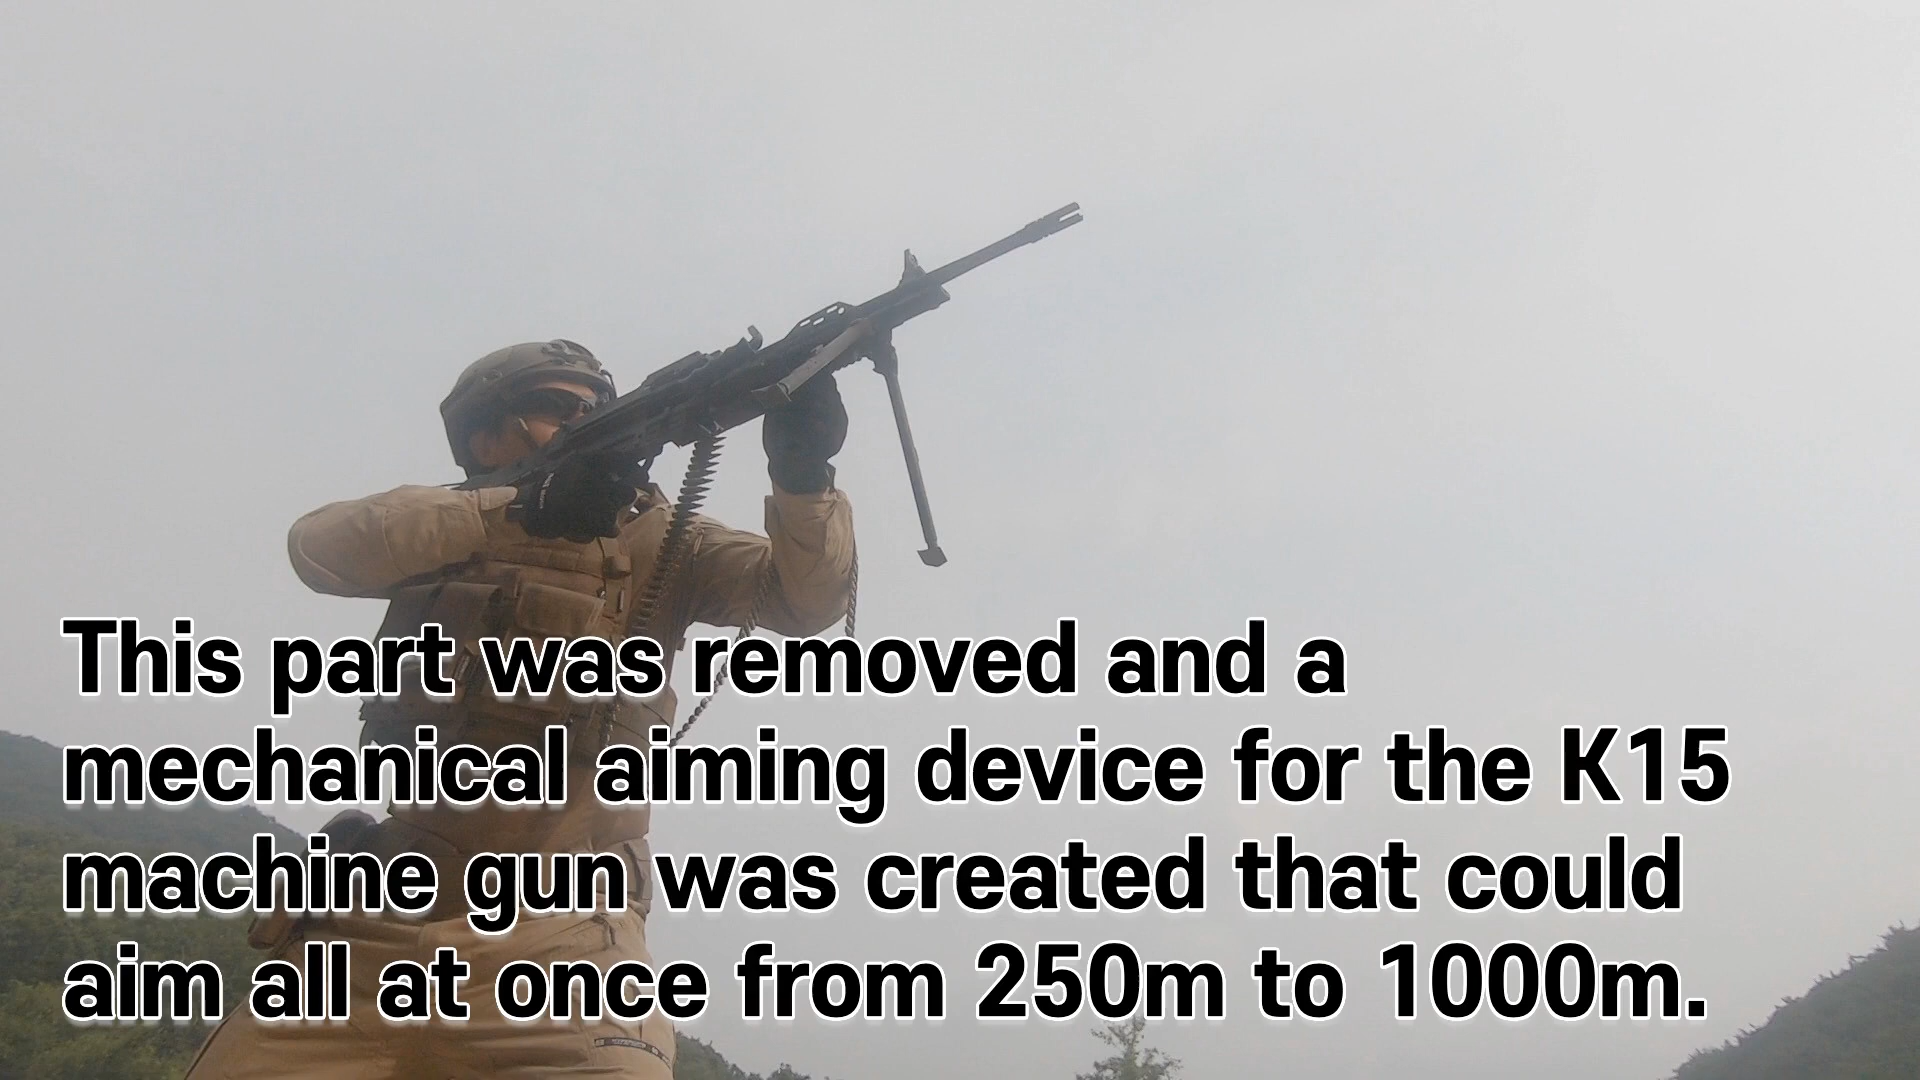 This part was removed and a
mechanical aiming device for the K15
machine gun was created that could
aim all at once from 250m to 1000m.